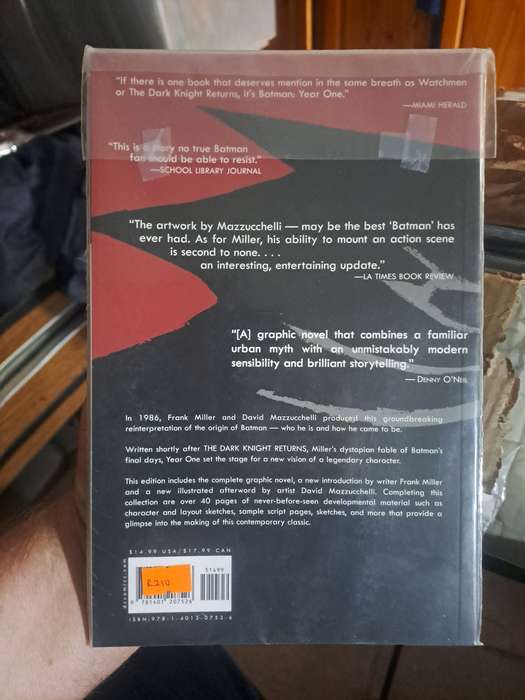 "If there is one book that deserves mention in the same breath as Watchmen
or The Dark Knight Returns, it's Batman: Year One."
—MIAMI HERALD
"This is a story no true Batman
fan should be able to resist."
—SCHOOL LIBRARY JOURNAL
"The artwork by Mazzucchelli — may be the best 'Batman' has
ever had. As for Miller, his ability to mount an action scene
is second to none. . . .
an interesting, entertaining update."
—LA TIMES BOOK REVIEW
"[A] graphic novel that combines a familiar
urban myth with an unmistakably modern
sensibility and brilliant storytelling."
— DENNY O'NEIL
In 1986, Frank Miller and David Mazzucchelli produced this groundbreaking
reinterpretation of the origin of Batman — who he is and how he came to be.
Written shortly after THE DARK KNIGHT RETURNS, Miller's dystopian fable of Batman's
final days, Year One set the stage for a new vision of a legendary character.
This edition includes the complete graphic novel, a new introduction by writer Frank Miller
and a new illustrated afterword by artist David Mazzucchelli. Completing this
collection are over 40 pages of never-before-seen developmental material such as
character and layout sketches, sample script pages, sketches, and more that provide a
glimpse into the making of this contemporary classic.
$14.99 USA/$17.99 CAN
51499
R210
dccomics.com
9 781401 207526
ISBN:978-1-4012-0752-6